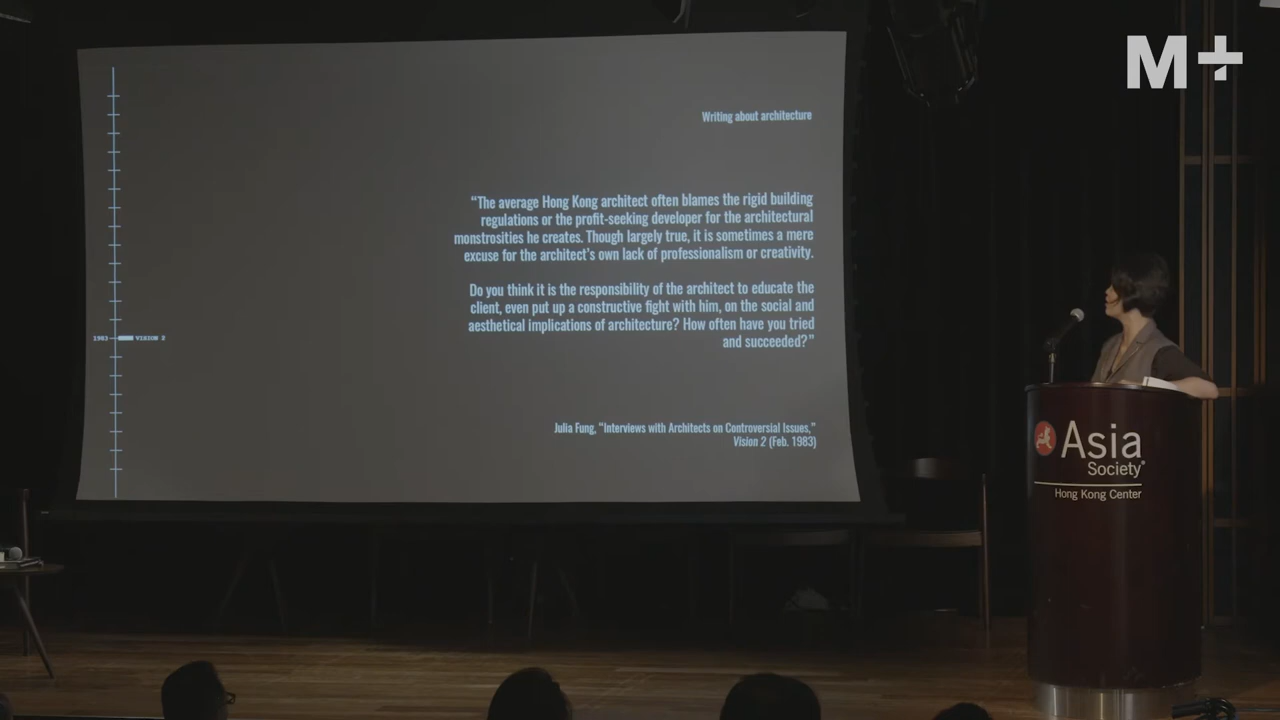 M+
Writing about architecture
“The average Hong Kong architect often blames the rigid building
regulations or the profit-seeking developer for the architectural
monstrosities he creates. Though largely true, it is sometimes a mere
excuse for the architect’s own lack of professionalism or creativity.
Do you think it is the responsibility of the architect to educate the
client, even put up a constructive fight with him, on the social and
aesthetical implications of architecture? How often have you tried
and succeeded?”
1983 VISION 2
Julia Fung, “Interviews with Architects on Controversial Issues,”
Vision 2 (Feb. 1983)
Asia
Society®
Hong Kong Center